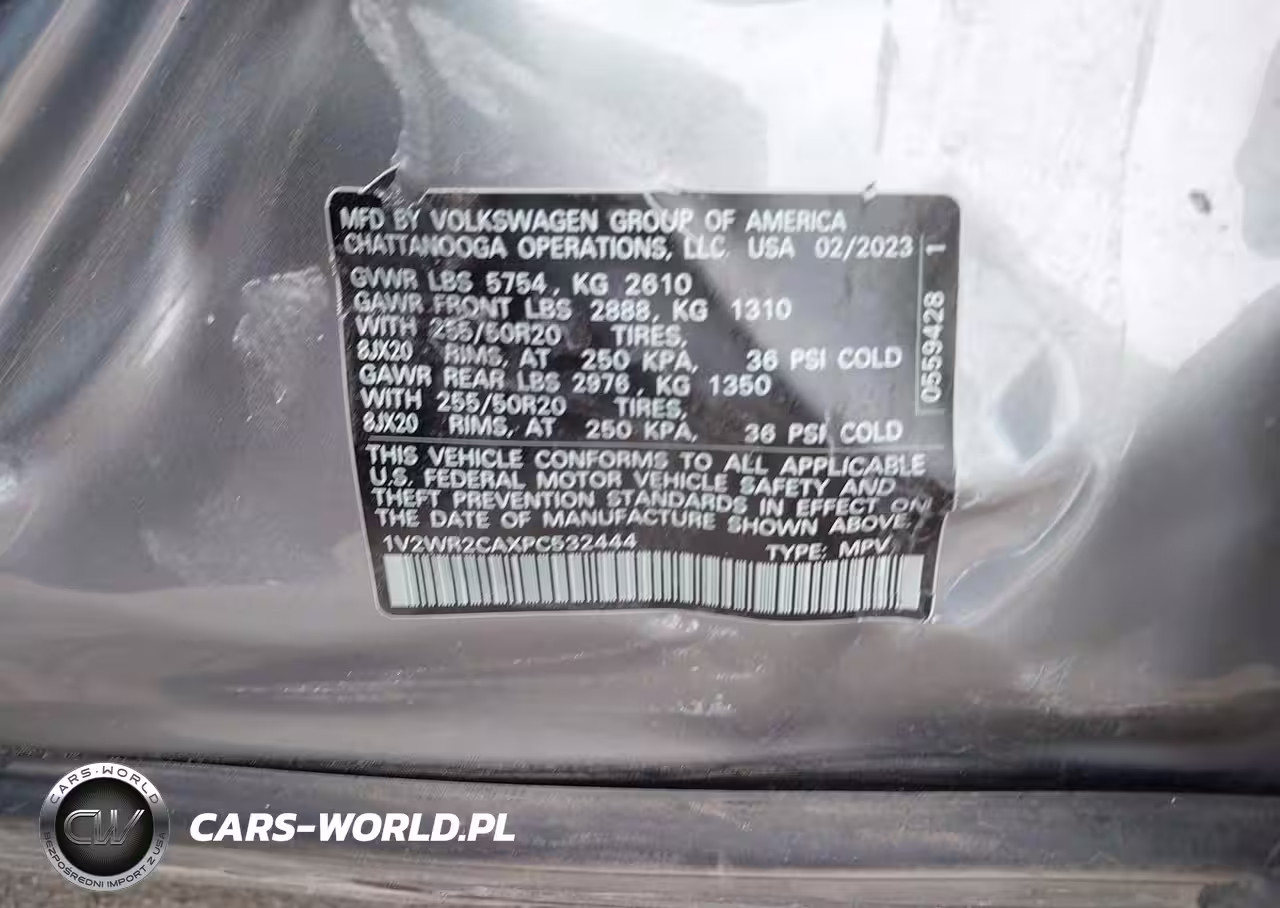 MFD BY VOLKSWAGEN GROUP OF AMERICA
CHATTANOOGA OPERATIONS, LLC, USA 02/2023
GVWR LBS 5754, KG 2610
GAWR FRONT LBS 2888, KG 1310
WITH 255/50R20 TIRES,
8JX20 RIMS, AT 250 KPA, 36 PSI COLD
GAWR REAR LBS 2976, KG 1350
WITH 255/50R20 TIRES,
8JX20 RIMS, AT 250 KPA, 36 PSI COLD
0559428 1
THIS VEHICLE CONFORMS TO ALL APPLICABLE
U.S. FEDERAL MOTOR VEHICLE SAFETY AND
THEFT PREVENTION STANDARDS IN EFFECT ON
THE DATE OF MANUFACTURE SHOWN ABOVE.
1V2WR2CAXPC532444 TYPE: MPV
CARS-WORLD
CW
BEZPOŚREDNI IMPORT Z USA
CARS-WORLD.PL